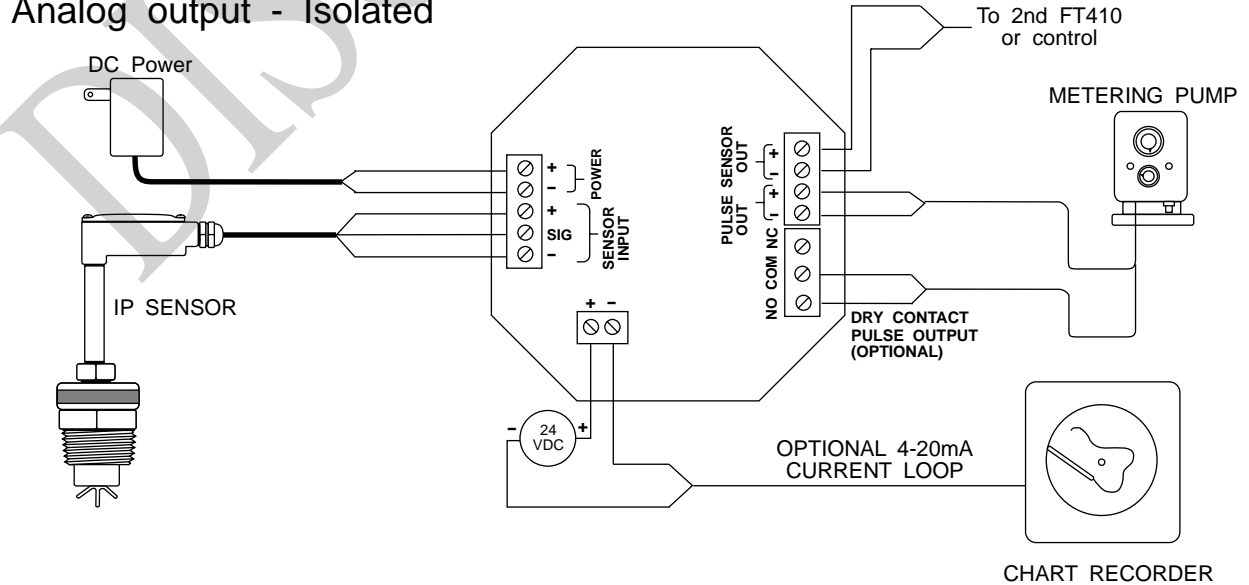 Analog output - Isolated
DIS
DC Power
To 2nd FT410
or control
METERING PUMP
+
-
POWER
+
SIG
-
SENSOR
INPUT
SENSOR
OUT
+
-
PULSE
OUT
+
-
NO COM NC
IP SENSOR
DRY CONTACT
PULSE OUTPUT
(OPTIONAL)
+ -
- 24 +
VDC
OPTIONAL 4-20mA
CURRENT LOOP
CHART RECORDER